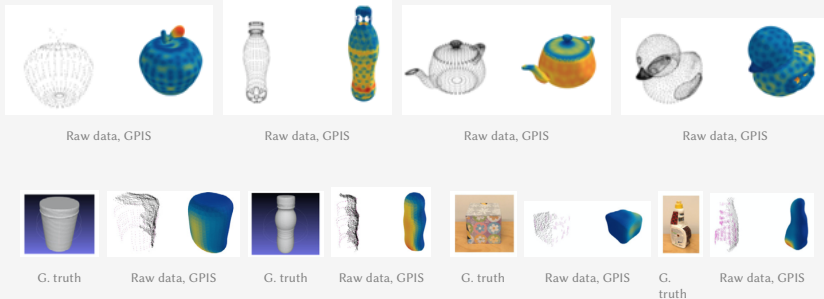 Raw data, GPIS
Raw data, GPIS
Raw data, GPIS
Raw data, GPIS
G. truth
Raw data, GPIS
G. truth
Raw data, GPIS
G. truth
Raw data, GPIS
G.
truth
Raw data, GPIS